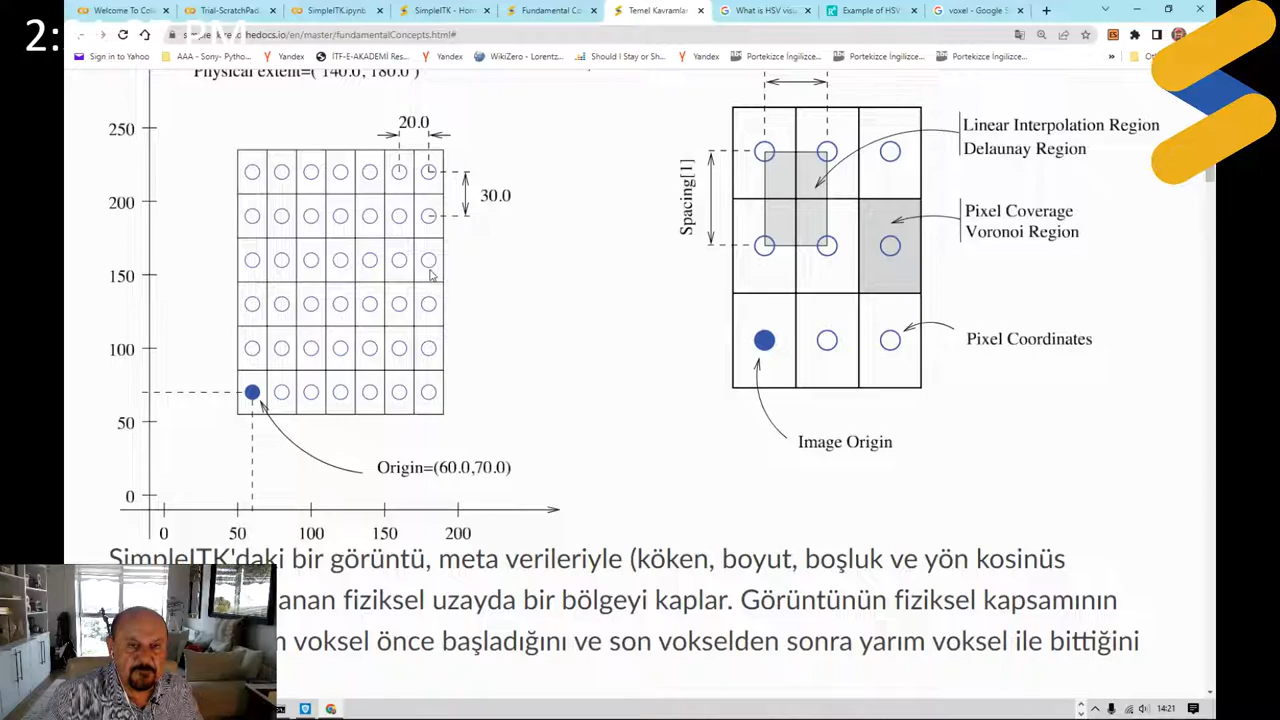 Welcome To Cola
Trial-ScratchPad.
SimpleITK.ipynb
SimpleITK - Hom
Fundamental Co
Temel Kavramlar
What is HSV visu
Example of HSV
voxel - Google S
hedocs.io/en/master/fundamentalConcepts.html#
Sign in to Yahoo
AAA - Sony- Pytho...
Yandex
ITF-E-AKADEMİ Res...
Yandex
WikiZero - Lorentz...
Should I Stay or Sh...
Yandex
Portekizce İngilizce...
Portekizce İngilizce...
Portekizce İngilizce...
Physical extent=( 140.0, 180.0 )
250
200
150
100
50
0
20.0
30.0
Origin=(60.0,70.0)
0
50
100
150
200
Spacing[1]
Linear Interpolation Region
Delaunay Region
Pixel Coverage
Voronoi Region
Pixel Coordinates
Image Origin
SimpleITK'daki bir görüntü, meta verileriyle (köken, boyut, boşluk ve yön kosinüs
anan fiziksel uzayda bir bölgeyi kaplar. Görüntünün fiziksel kapsamının
voksel önce başladığını ve son vokselden sonra yarım voksel ile bittiğini
14:21